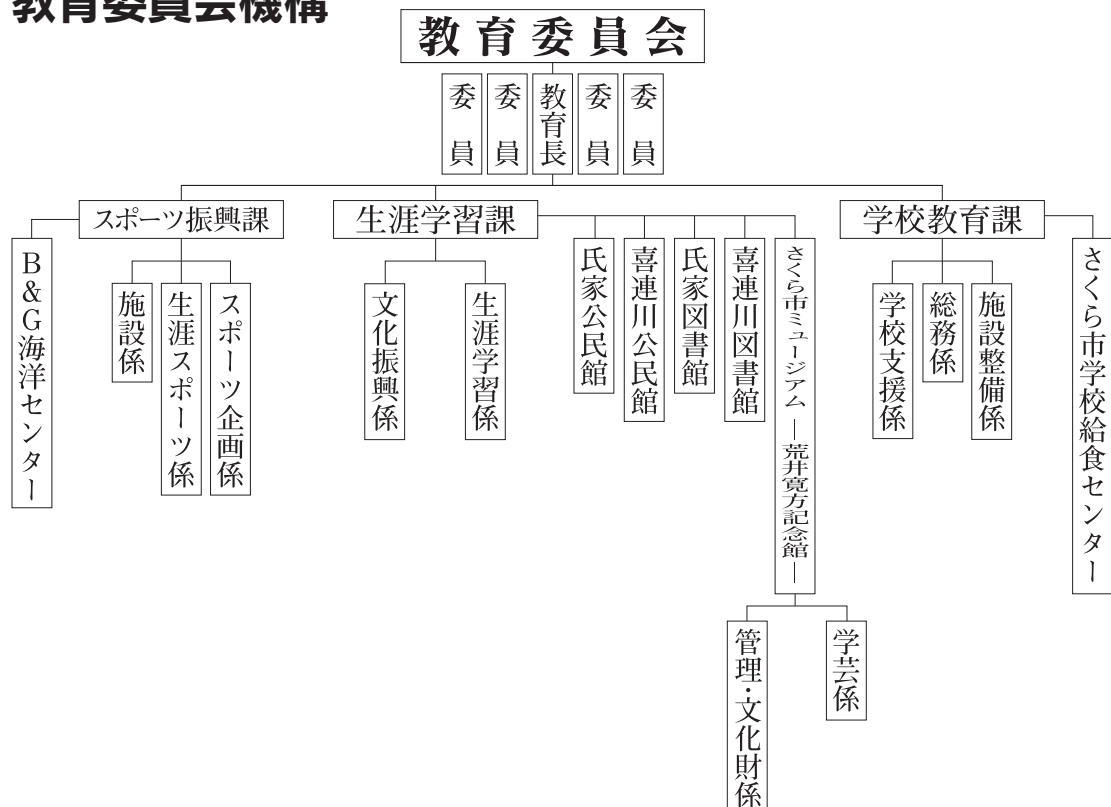 教育委員会機構
教育委員会
委員
委員
教育長
委員
委員
スポーツ振興課
生涯学習課
学校教育課
B&G海洋センター
施設係
生涯スポーツ係
スポーツ企画係
文化振興係
生涯学習係
氏家公民館
喜連川公民館
氏家図書館
喜連川図書館
さくら市ミュージアム ―荒井寛方記念館―
学校支援係
総務係
施設整備係
さくら市学校給食センター
管理・文化財係
学芸係